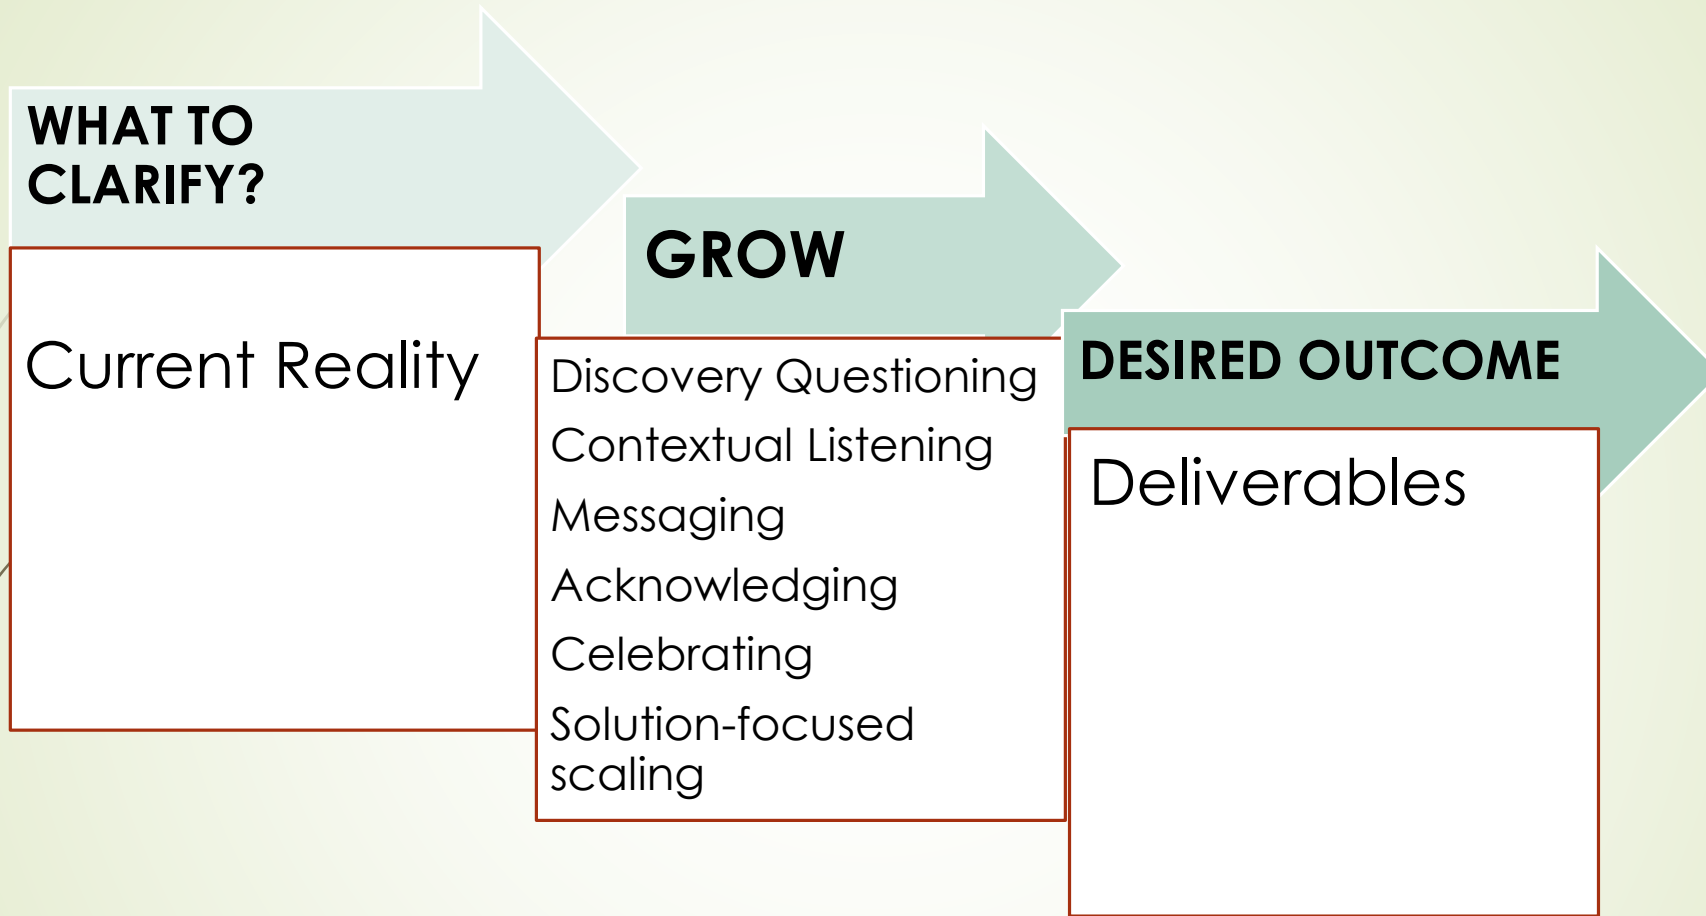 WHAT TO
CLARIFY?
Current Reality
GROW
Discovery Questioning
Contextual Listening
Messaging
Acknowledging
Celebrating
Solution-focused
scaling
DESIRED OUTCOME
Deliverables